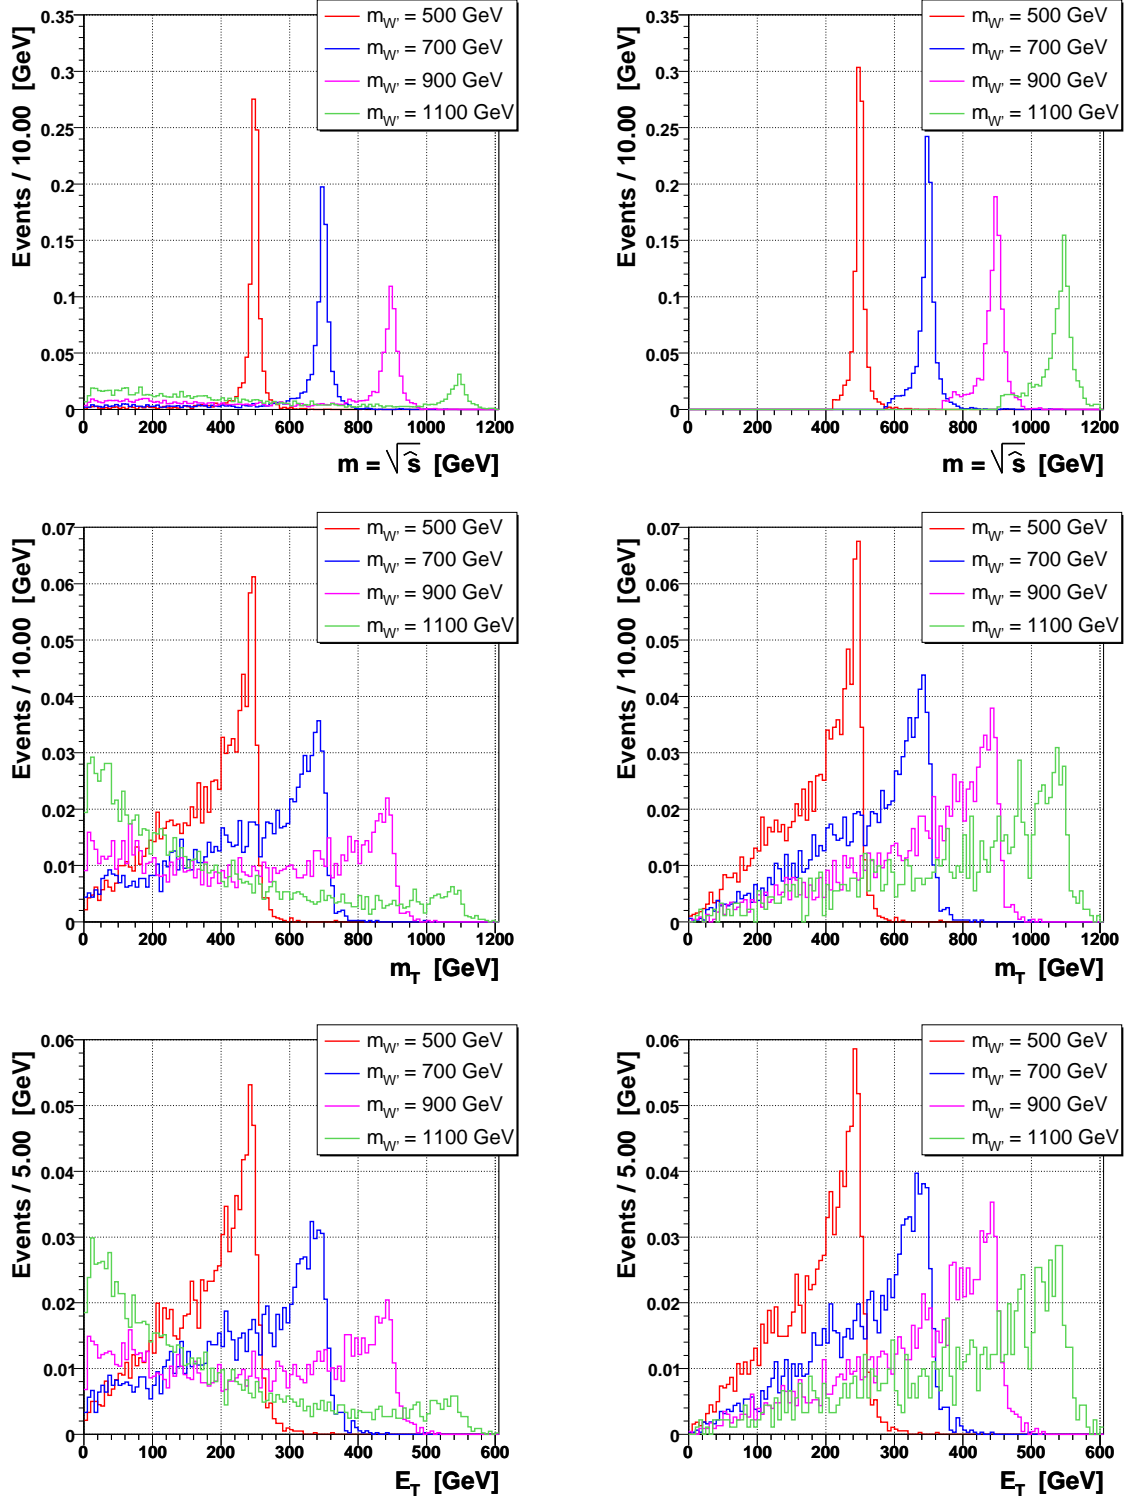 Events / 10.00 [GeV]
0.35
0.3
0.25
0.2
0.15
0.1
0.05
0
m_W' = 500 GeV
m_W' = 700 GeV
m_W' = 900 GeV
m_W' = 1100 GeV
0 200 400 600 800 1000 1200
m = √ŝ [GeV]
Events / 10.00 [GeV]
0.35
0.3
0.25
0.2
0.15
0.1
0.05
0
m_W' = 500 GeV
m_W' = 700 GeV
m_W' = 900 GeV
m_W' = 1100 GeV
0 200 400 600 800 1000 1200
m = √ŝ [GeV]
Events / 10.00 [GeV]
0.07
0.06
0.05
0.04
0.03
0.02
0.01
0
m_W' = 500 GeV
m_W' = 700 GeV
m_W' = 900 GeV
m_W' = 1100 GeV
0 200 400 600 800 1000 1200
m_T [GeV]
Events / 10.00 [GeV]
0.07
0.06
0.05
0.04
0.03
0.02
0.01
0
m_W' = 500 GeV
m_W' = 700 GeV
m_W' = 900 GeV
m_W' = 1100 GeV
0 200 400 600 800 1000 1200
m_T [GeV]
Events / 5.00 [GeV]
0.06
0.05
0.04
0.03
0.02
0.01
0
m_W' = 500 GeV
m_W' = 700 GeV
m_W' = 900 GeV
m_W' = 1100 GeV
0 100 200 300 400 500 600
E_T [GeV]
Events / 5.00 [GeV]
0.06
0.05
0.04
0.03
0.02
0.01
0
m_W' = 500 GeV
m_W' = 700 GeV
m_W' = 900 GeV
m_W' = 1100 GeV
0 100 200 300 400 500 600
E_T [GeV]